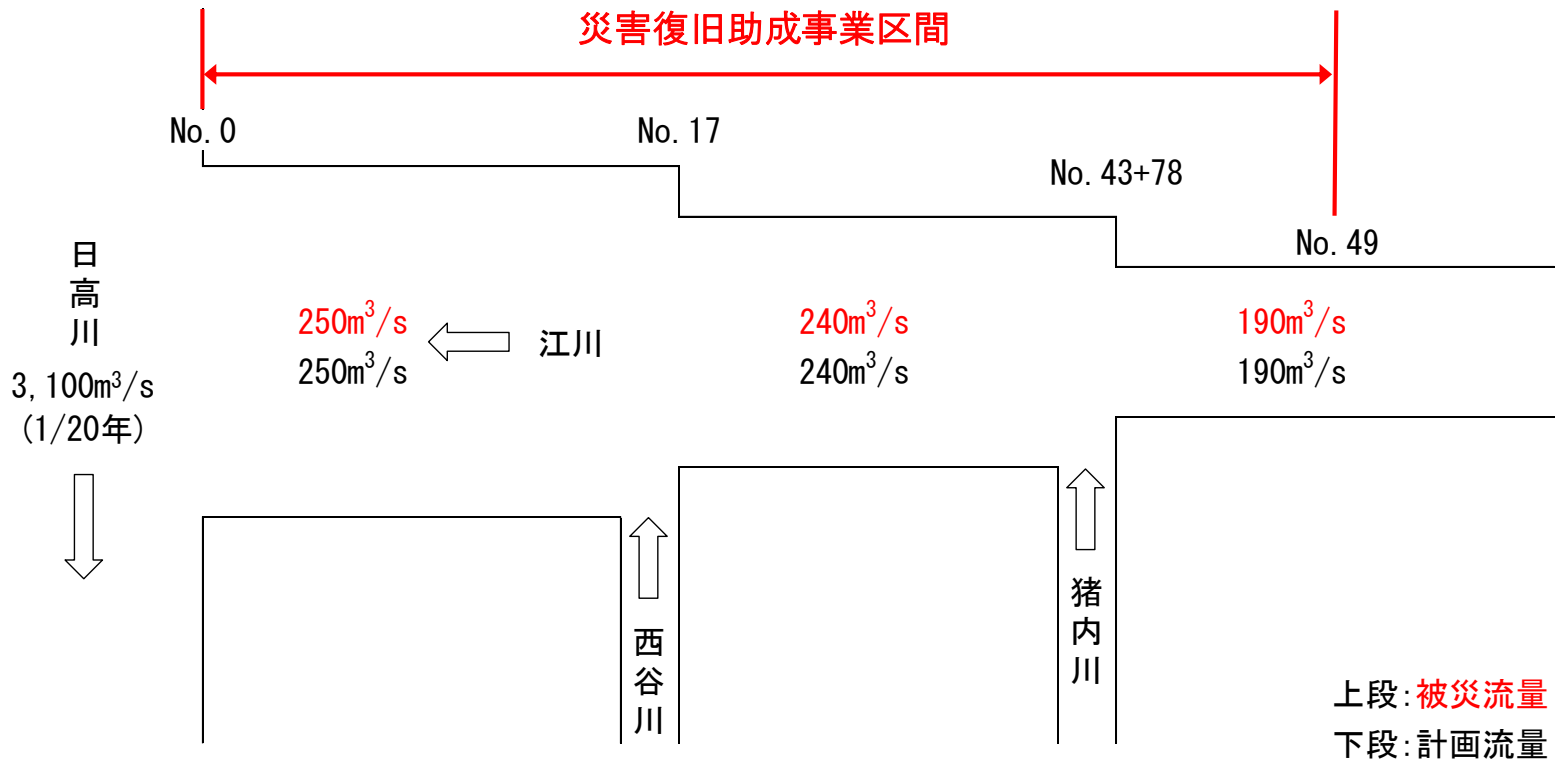 災害復旧助成事業区間
No.0
No.17
No.43+78
No.49
日高川
3,100m³/s
(1/20年)
250m³/s
250m³/s
江川
240m³/s
240m³/s
190m³/s
190m³/s
西谷川
猪内川
上段:被災流量
下段:計画流量